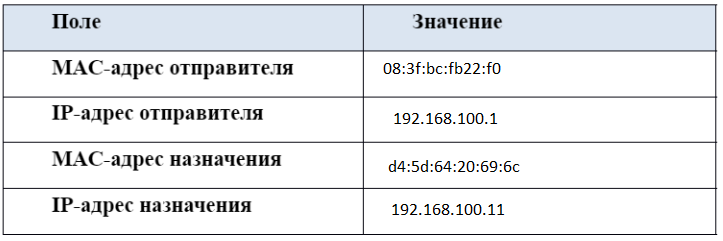 Поле Значение
MAC-адрес отправителя 08:3f:bc:fb22:f0
IP-адрес отправителя 192.168.100.1
MAC-адрес назначения d4:5d:64:20:69:6c
IP-адрес назначения 192.168.100.11